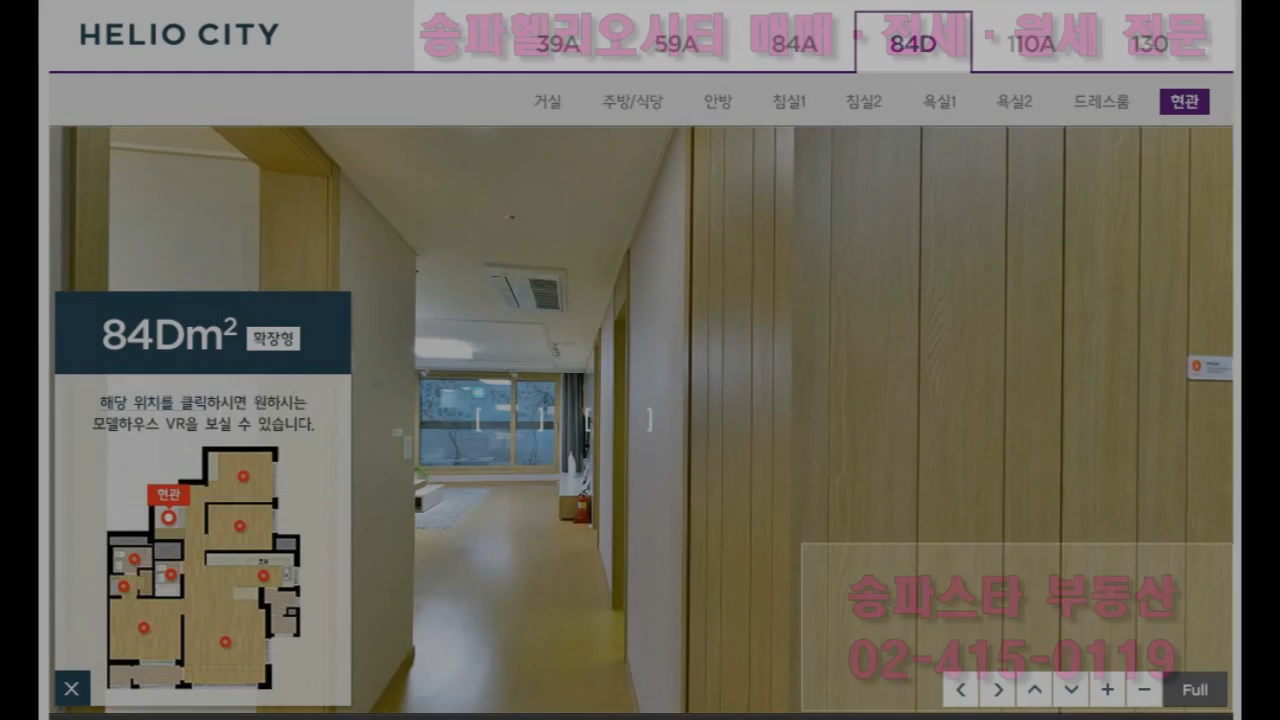 HELIO CITY
송파헬리오시티 매매 · 전세 · 월세 전문
39A 59A 84A 84D 110A 130
거실 주방/식당 안방 침실1 침실2 욕실1 욕실2 드레스룸 현관
84Dm² 확장형
해당 위치를 클릭하시면 원하시는
모델하우스 VR을 보실 수 있습니다.
현관
승파스타 부동산
02-415-0119
Full